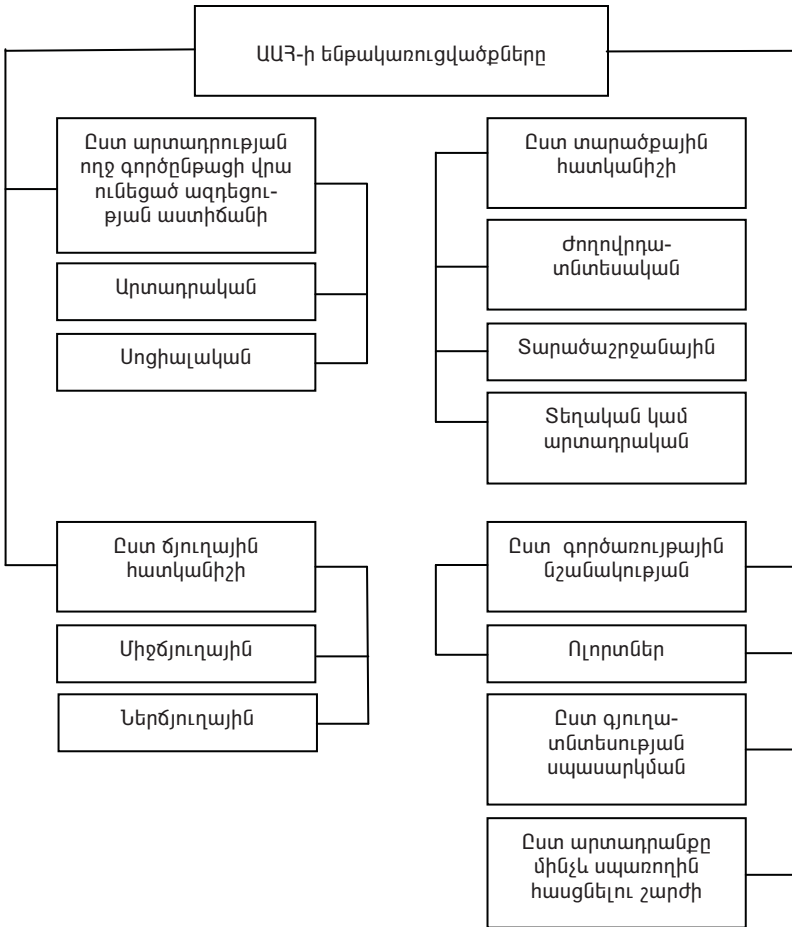 ԱԱՀ-ի ենթակառուցվածքները
Ըստ արտադրության
ողջ գործընթացի վրա
ունեցած ազդեցու-
թյան աստիճանի
Արտադրական
Սոցիալական
Ըստ տարածքային
հատկանիշի
Ժողովրդա-
տնտեսական
Տարածաշրջանային
Տեղական կամ
արտադրական
Ըստ ճյուղային
հատկանիշի
Միջճյուղային
Ներճյուղային
Ըստ գործառույթային
նշանակության
Ոլորտներ
Ըստ գյուղա-
տնտեսության
սպասարկման
Ըստ արտադրանքը
մինչև սպառողին
հասցնելու շարժի